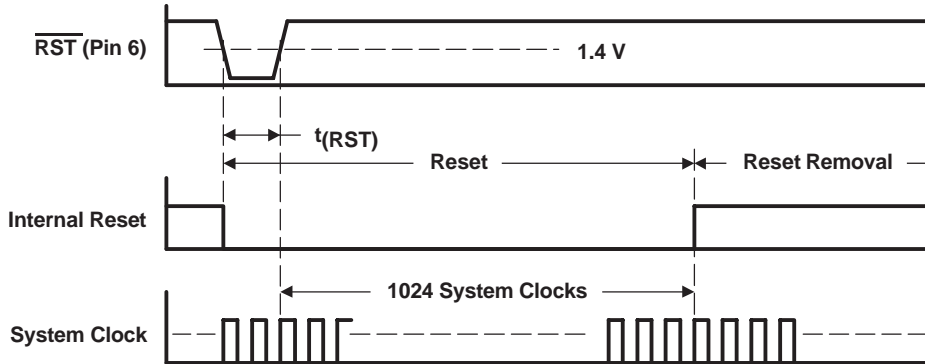 RST (Pin 6)
1.4 V
t(RST)
Reset
Reset Removal
Internal Reset
1024 System Clocks
System Clock